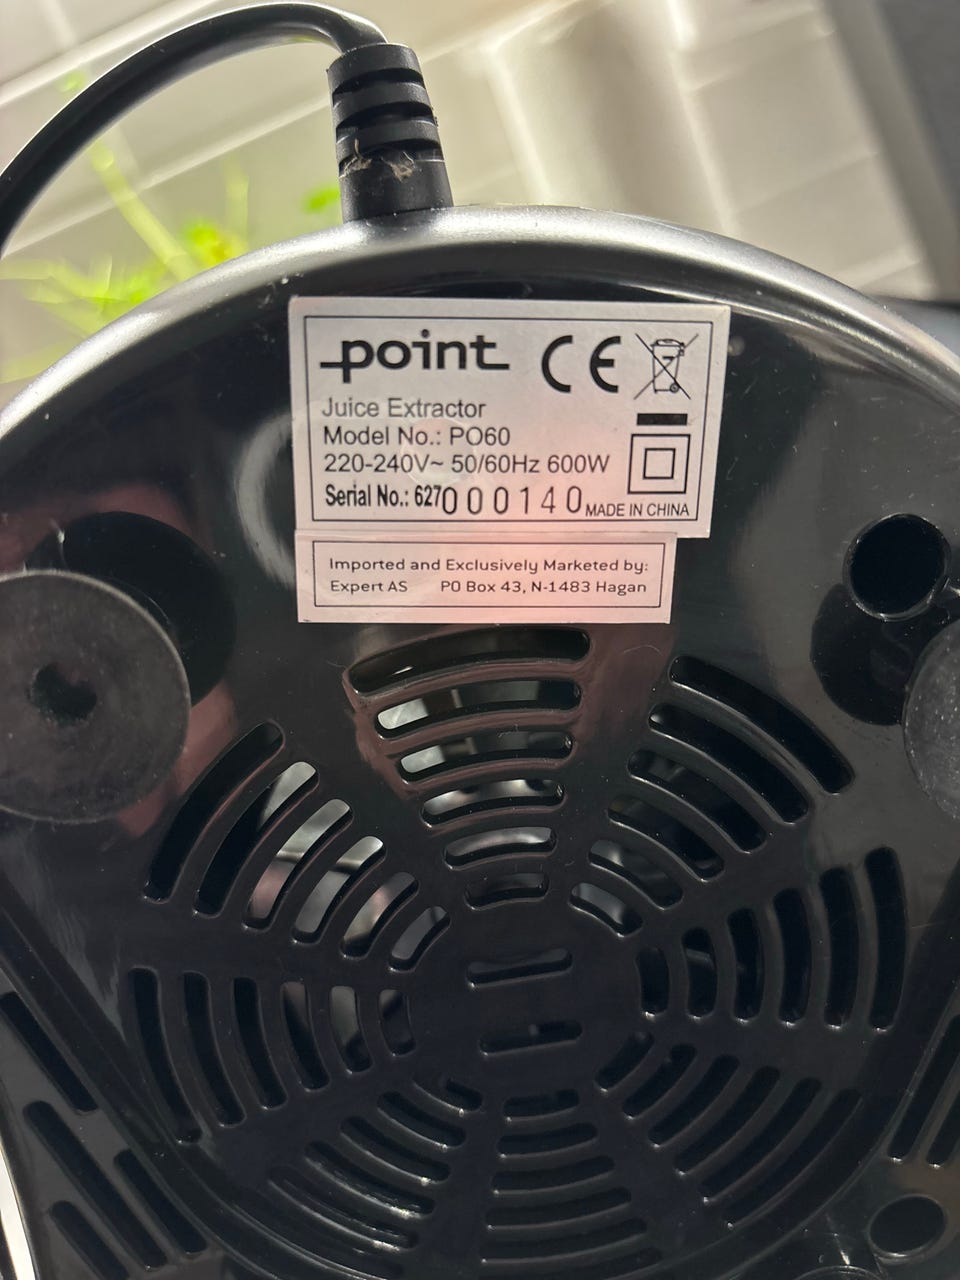 point CE
Juice Extractor
Model No.: PO60
220-240V~ 50/60Hz 600W
Serial No.: 627000140 MADE IN CHINA
Imported and Exclusively Marketed by:
Expert AS PO Box 43, N-1483 Hagan